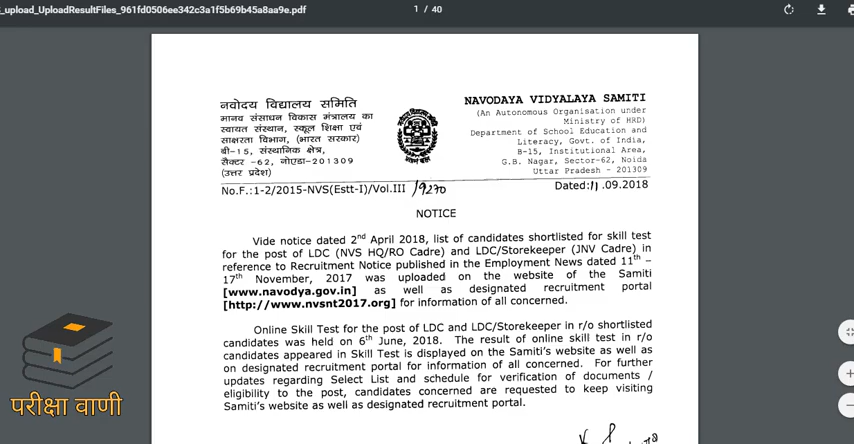 _upload_UploadResultFiles_961fd0506ee342c3a1f5b69b45a8aa9e.pdf
1 / 40
नवोदय विद्यालय समिति
मानव संसाधन विकास मंत्रालय का
स्वायत संस्थान, स्कूल शिक्षा एवं
साक्षरता विभाग, (भारत सरकार)
बी-15, संस्थानिक क्षेत्र,
सैक्टर -62, नोएडा-201309
(उत्तर प्रदेश)
NAVODAYA VIDYALAYA SAMITI
(An Autonomous Organisation under
Ministry of HRD)
Department of School Education and
Literacy, Govt. of India,
B-15, Institutional Area,
G.B. Nagar, Sector-62, Noida
Uttar Pradesh - 201309
No.F.:1-2/2015-NVS(Estt-I)/Vol.III /9270
Dated:11.09.2018
NOTICE
Vide notice dated 2nd April 2018, list of candidates shortlisted for skill test
for the post of LDC (NVS HQ/RO Cadre) and LDC/Storekeeper (JNV Cadre) in
reference to Recruitment Notice published in the Employment News dated 11th –
17th November, 2017 was uploaded on the website of the Samiti
[www.navodya.gov.in] as well as designated recruitment portal
[http://www.nvsnt2017.org] for information of all concerned.
Online Skill Test for the post of LDC and LDC/Storekeeper in r/o shortlisted
candidates was held on 6th June, 2018. The result of online skill test in r/o
candidates appeared in Skill Test is displayed on the Samiti's website as well as
on designated recruitment portal for information of all concerned. For further
updates regarding Select List and schedule for verification of documents /
eligibility to the post, candidates concerned are requested to keep visiting
Samiti's website as well as designated recruitment portal.
परीक्षा वाणी